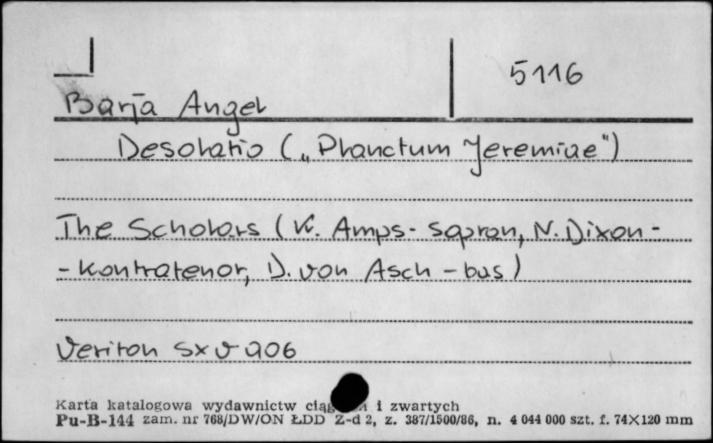 5116
Barja Angel
Desolatio („Planctum Jeremiae")
The Scholars (K. Amps - sopran, N. Dixon -
- kontratenor, D. von Asch - bas)
Veriton SXV 906
Karta katalogowa wydawnictw i zwartych
Pu-B-144 zam. nr 768/DW/ON ŁDD Z-d 2, z. 387/1500/86, n. 4 044 000 szt. f. 74X120 mm